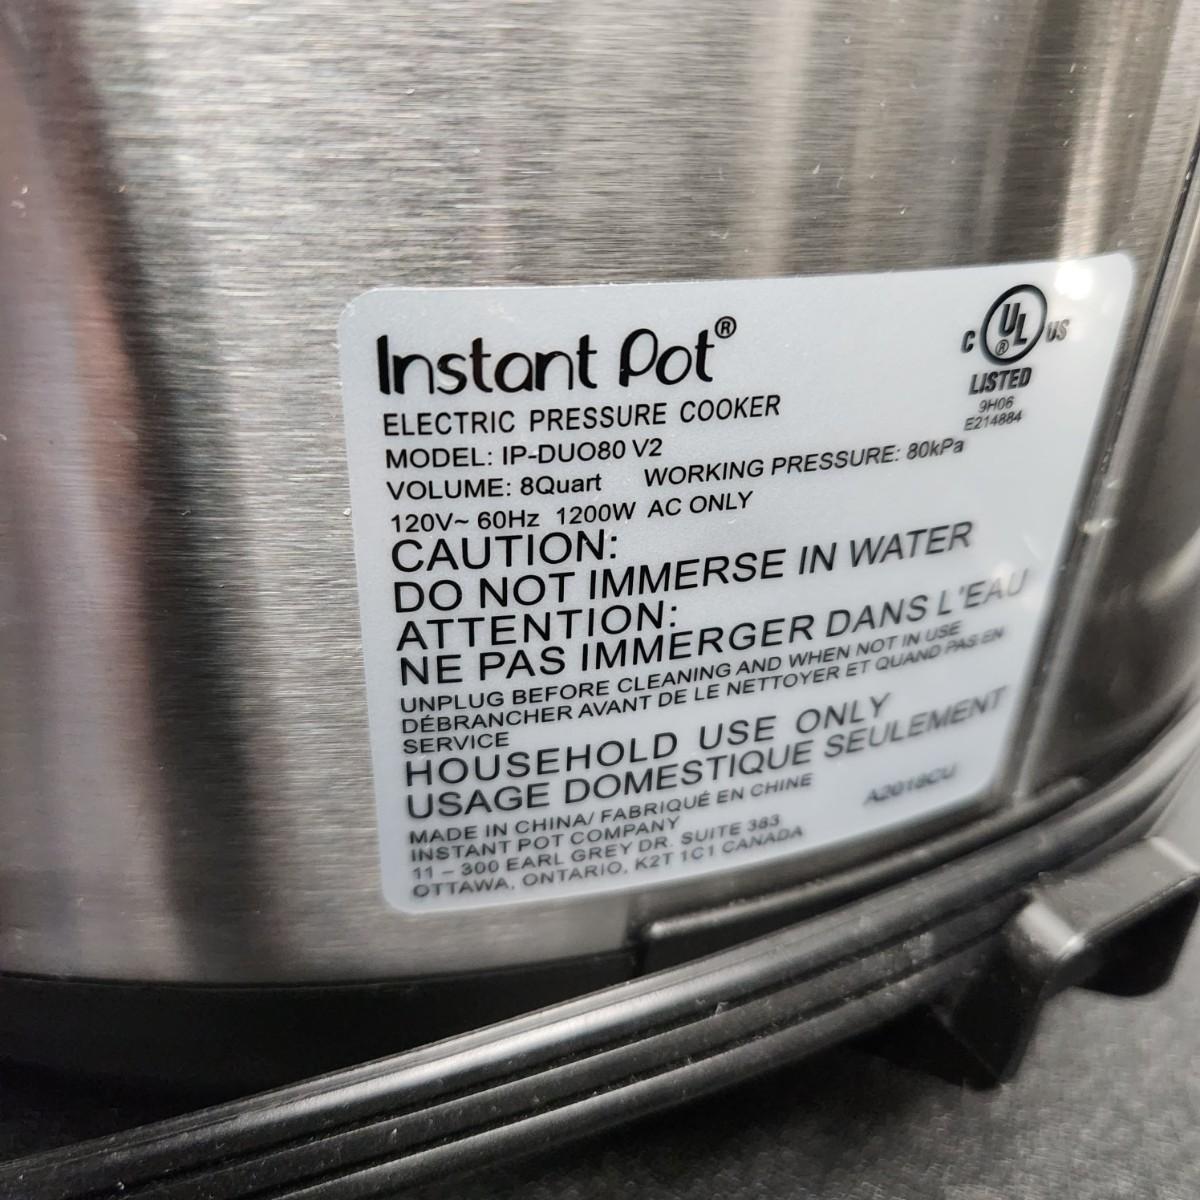 Instant Pot®
C UL® US
LISTED
9H06
E214884
ELECTRIC PRESSURE COOKER
MODEL: IP-DUO80 V2
VOLUME: 8Quart WORKING PRESSURE: 80kPa
120V~ 60Hz 1200W AC ONLY
CAUTION:
DO NOT IMMERSE IN WATER
ATTENTION:
NE PAS IMMERGER DANS L'EAU
UNPLUG BEFORE CLEANING AND WHEN NOT IN USE
DÉBRANCHER AVANT DE LE NETTOYER ET QUAND PAS EN
SERVICE
HOUSEHOLD USE ONLY
USAGE DOMESTIQUE SEULEMENT
MADE IN CHINA/ FABRIQUÉ EN CHINE
INSTANT POT COMPANY
11 – 300 EARL GREY DR. SUITE 383
OTTAWA, ONTARIO, K2T 1C1 CANADA